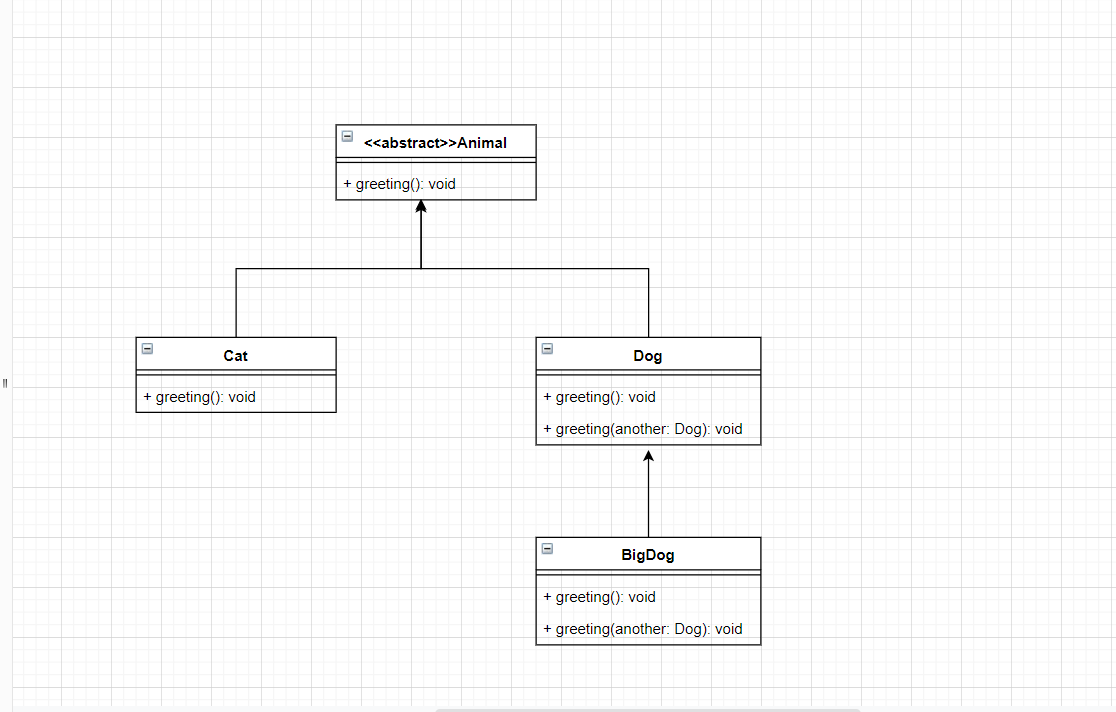 <<abstract>>Animal
+ greeting(): void
Cat
+ greeting(): void
Dog
+ greeting(): void
+ greeting(another: Dog): void
BigDog
+ greeting(): void
+ greeting(another: Dog): void